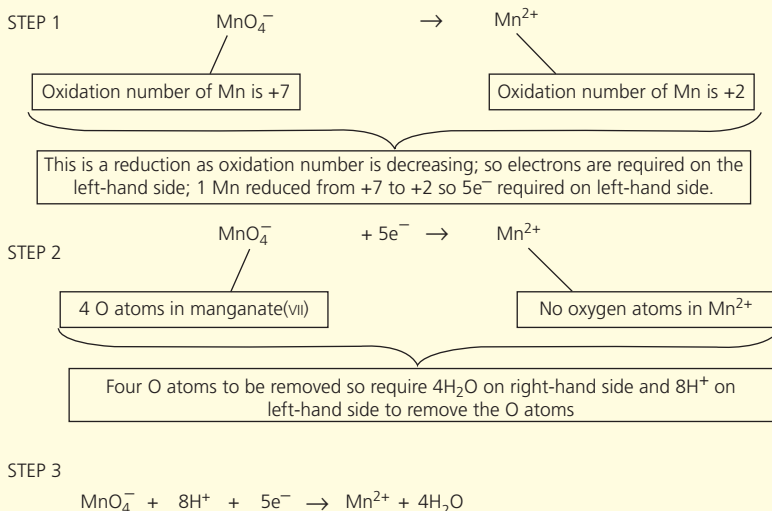 STEP 1
MnO₄⁻ → Mn²⁺
Oxidation number of Mn is +7 Oxidation number of Mn is +2
This is a reduction as oxidation number is decreasing; so electrons are required on the
left-hand side; 1 Mn reduced from +7 to +2 so 5e⁻ required on left-hand side.
STEP 2
MnO₄⁻ + 5e⁻ → Mn²⁺
4 O atoms in manganate(VII) No oxygen atoms in Mn²⁺
Four O atoms to be removed so require 4H₂O on right-hand side and 8H⁺ on
left-hand side to remove the O atoms
STEP 3
MnO₄⁻ + 8H⁺ + 5e⁻ → Mn²⁺ + 4H₂O